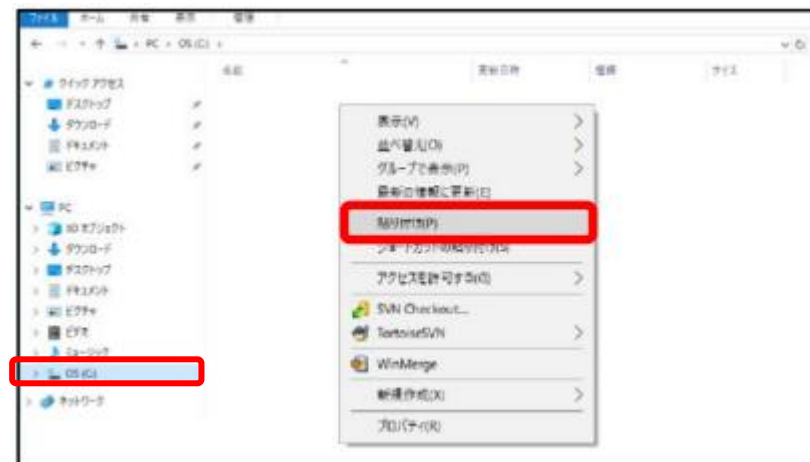 ファイル ホーム 共有 表示 管理
PC › OS (C:) ›
名前 更新日時 種類 サイズ
クイック アクセス
デスクトップ
ダウンロード
ドキュメント
ピクチャ
PC
3D オブジェクト
ダウンロード
デスクトップ
ドキュメント
ピクチャ
ビデオ
ミュージック
OS (C:)
ネットワーク
表示(V)
並べ替え(O)
グループで表示(P)
最新の情報に更新(E)
貼り付け(P)
ショートカットの貼り付け(S)
アクセスを許可する(G)
SVN Checkout...
TortoiseSVN
WinMerge
新規作成(X)
プロパティ(R)